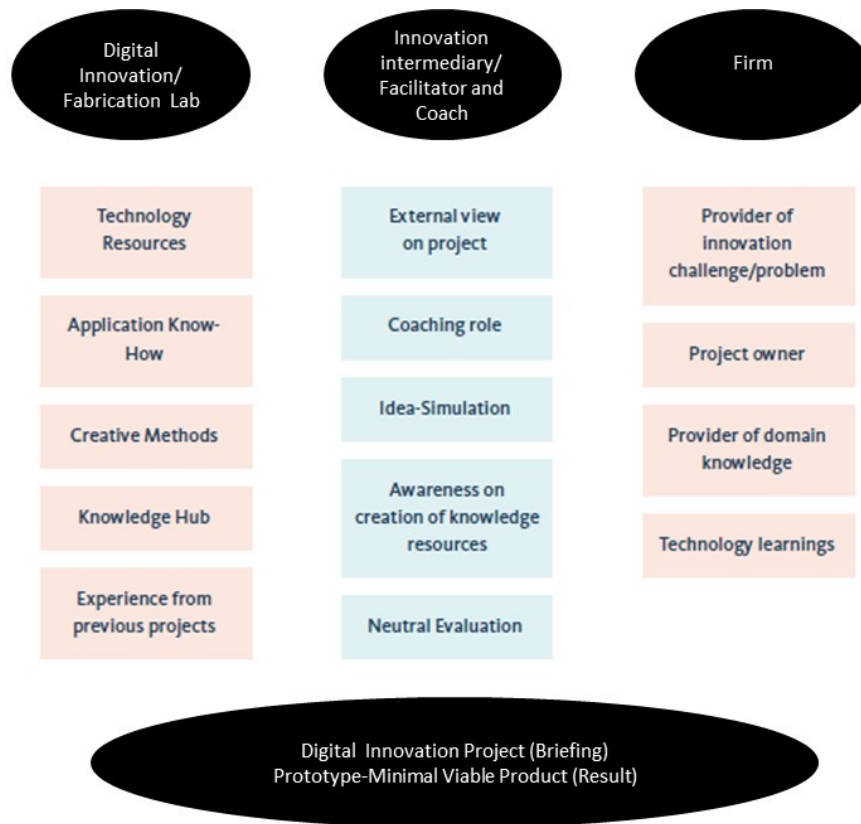 Digital
Innovation/
Fabrication Lab
Innovation
intermediary/
Facilitator and
Coach
Firm
Technology
Resources
Application Know-
How
Creative Methods
Knowledge Hub
Experience from
previous projects
External view
on project
Coaching role
Idea-Simulation
Awareness on
creation of knowledge
resources
Neutral Evaluation
Provider of
innovation
challenge/problem
Project owner
Provider of domain
knowledge
Technology learnings
Digital Innovation Project (Briefing)
Prototype-Minimal Viable Product (Result)